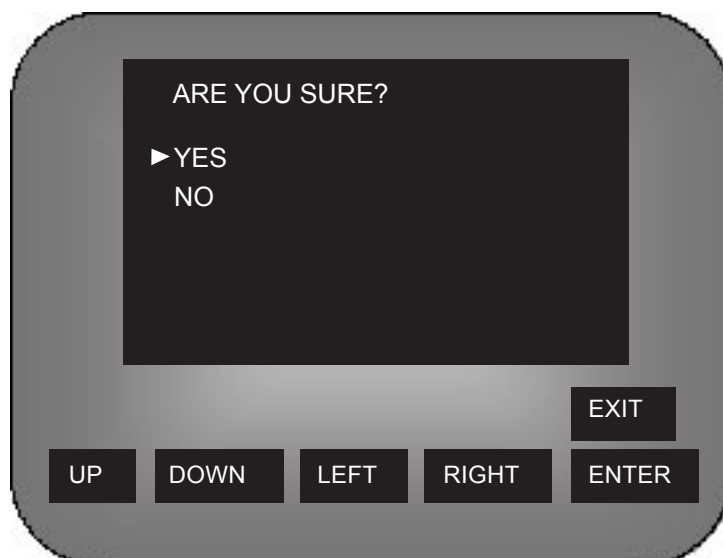 ARE YOU SURE?
►YES
NO
EXIT
UP DOWN LEFT RIGHT ENTER